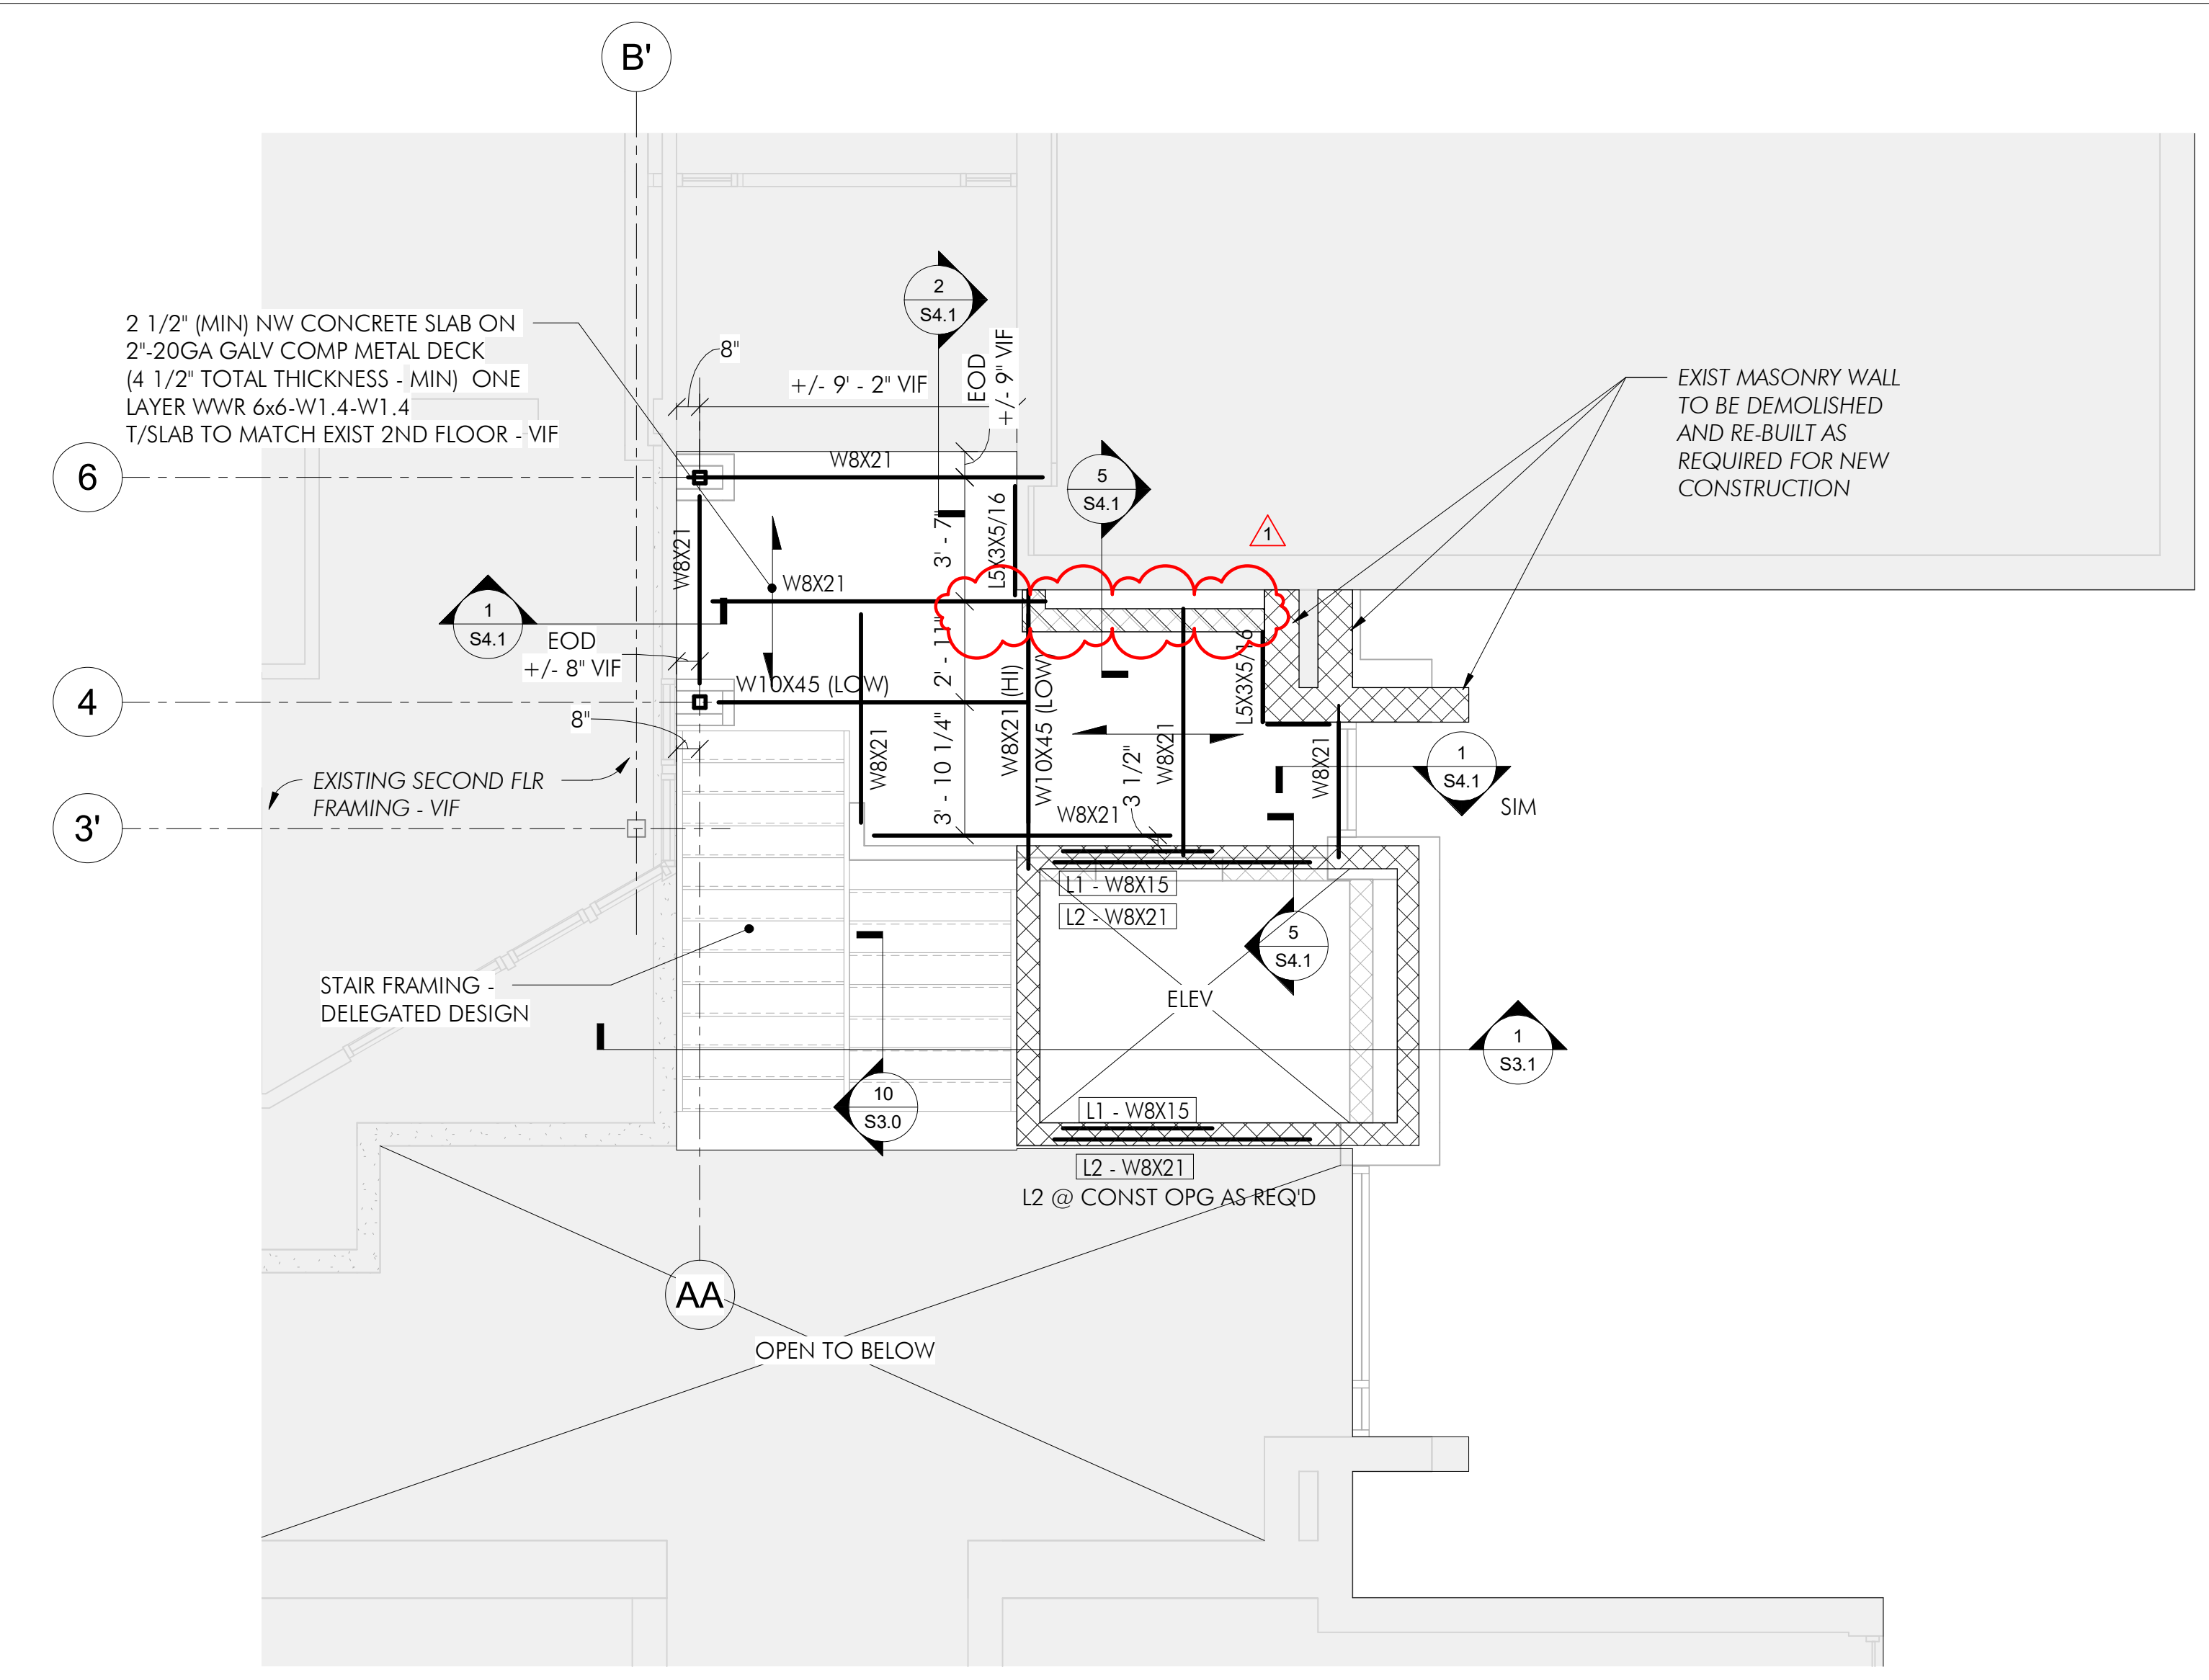 B'
2
S4.1
2 1/2" (MIN) NW CONCRETE SLAB ON
2"-20GA GALV COMP METAL DECK
(4 1/2" TOTAL THICKNESS - MIN) ONE
LAYER WWR 6x6-W1.4-W1.4
T/SLAB TO MATCH EXIST 2ND FLOOR - VIF
8"
+/- 9' - 2" VIF
EOD
+/- 9" VIF
EXIST MASONRY WALL
TO BE DEMOLISHED
AND RE-BUILT AS
REQUIRED FOR NEW
CONSTRUCTION
6
W8X21
5
S4.1
1
W8X21
3' - 7"
L5X3X5/16
W8X21
1
S4.1
EOD
+/- 8" VIF
2' - 11"
L5X3X5/16
4
W10X45 (LOW)
8"
W8X21
3' - 10 1/4"
W8X21 (HI)
W10X45 (LOW)
3 1/2"
W8X21
W8X21
1
S4.1
SIM
EXISTING SECOND FLR
FRAMING - VIF
3'
W8X21
L1 - W8X15
L2 - W8X21
5
S4.1
STAIR FRAMING -
DELEGATED DESIGN
ELEV
1
S3.1
10
S3.0
L1 - W8X15
L2 - W8X21
L2 @ CONST OPG AS REQ'D
AA
OPEN TO BELOW